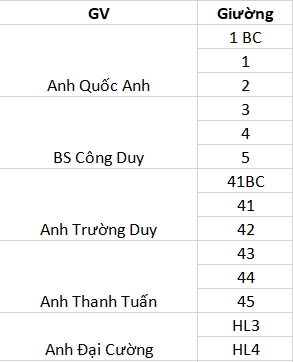 GV Giường
1 BC
1
Anh Quốc Anh 2
3
4
BS Công Duy 5
41BC
41
Anh Trường Duy 42
43
44
Anh Thanh Tuấn 45
HL3
Anh Đại Cường HL4